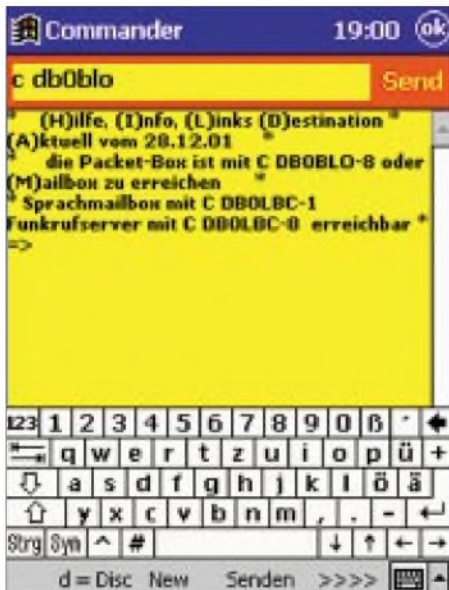 Commander 19:00 ok
c db0blo Send
* (H)ilfe, (I)nfo, (L)inks (D)estination *
(A)ktuell vom 28.12.01 *
* die Packet-Box ist mit C DB0BLO-8 oder
(M)ailbox zu erreichen *
* Sprachmailbox mit C DB0LBC-1
Funkrufserver mit C DB0LBC-8 erreichbar *
=>
123 1 2 3 4 5 6 7 8 9 0 ß ´
q w e r t z u i o p ü +
a s d f g h j k l ö ä
y x c v b n m , . -
Strg Sym ^ #
d = Disc New Senden >>>>